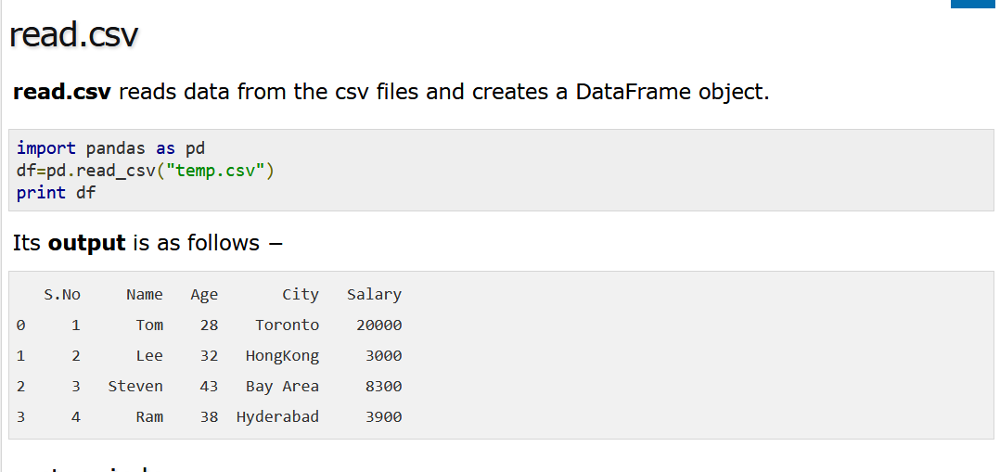 read.csv
read.csv reads data from the csv files and creates a DataFrame object.
import pandas as pd
df=pd.read_csv("temp.csv")
print df
Its output is as follows −
S.No Name Age City Salary
0 1 Tom 28 Toronto 20000
1 2 Lee 32 HongKong 3000
2 3 Steven 43 Bay Area 8300
3 4 Ram 38 Hyderabad 3900